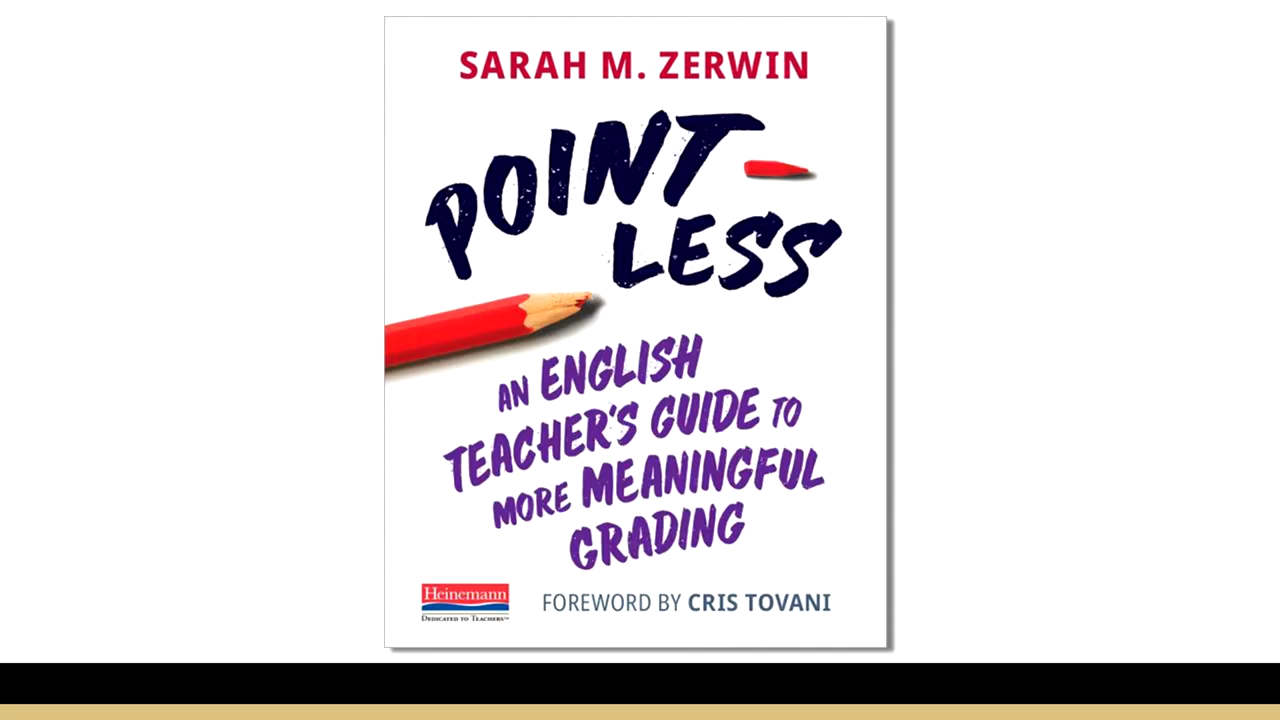 SARAH M. ZERWIN
POINT-
LESS
AN ENGLISH
TEACHER'S GUIDE TO
MORE MEANINGFUL
GRADING
Heinemann
DEDICATED TO TEACHERS™
FOREWORD BY CRIS TOVANI